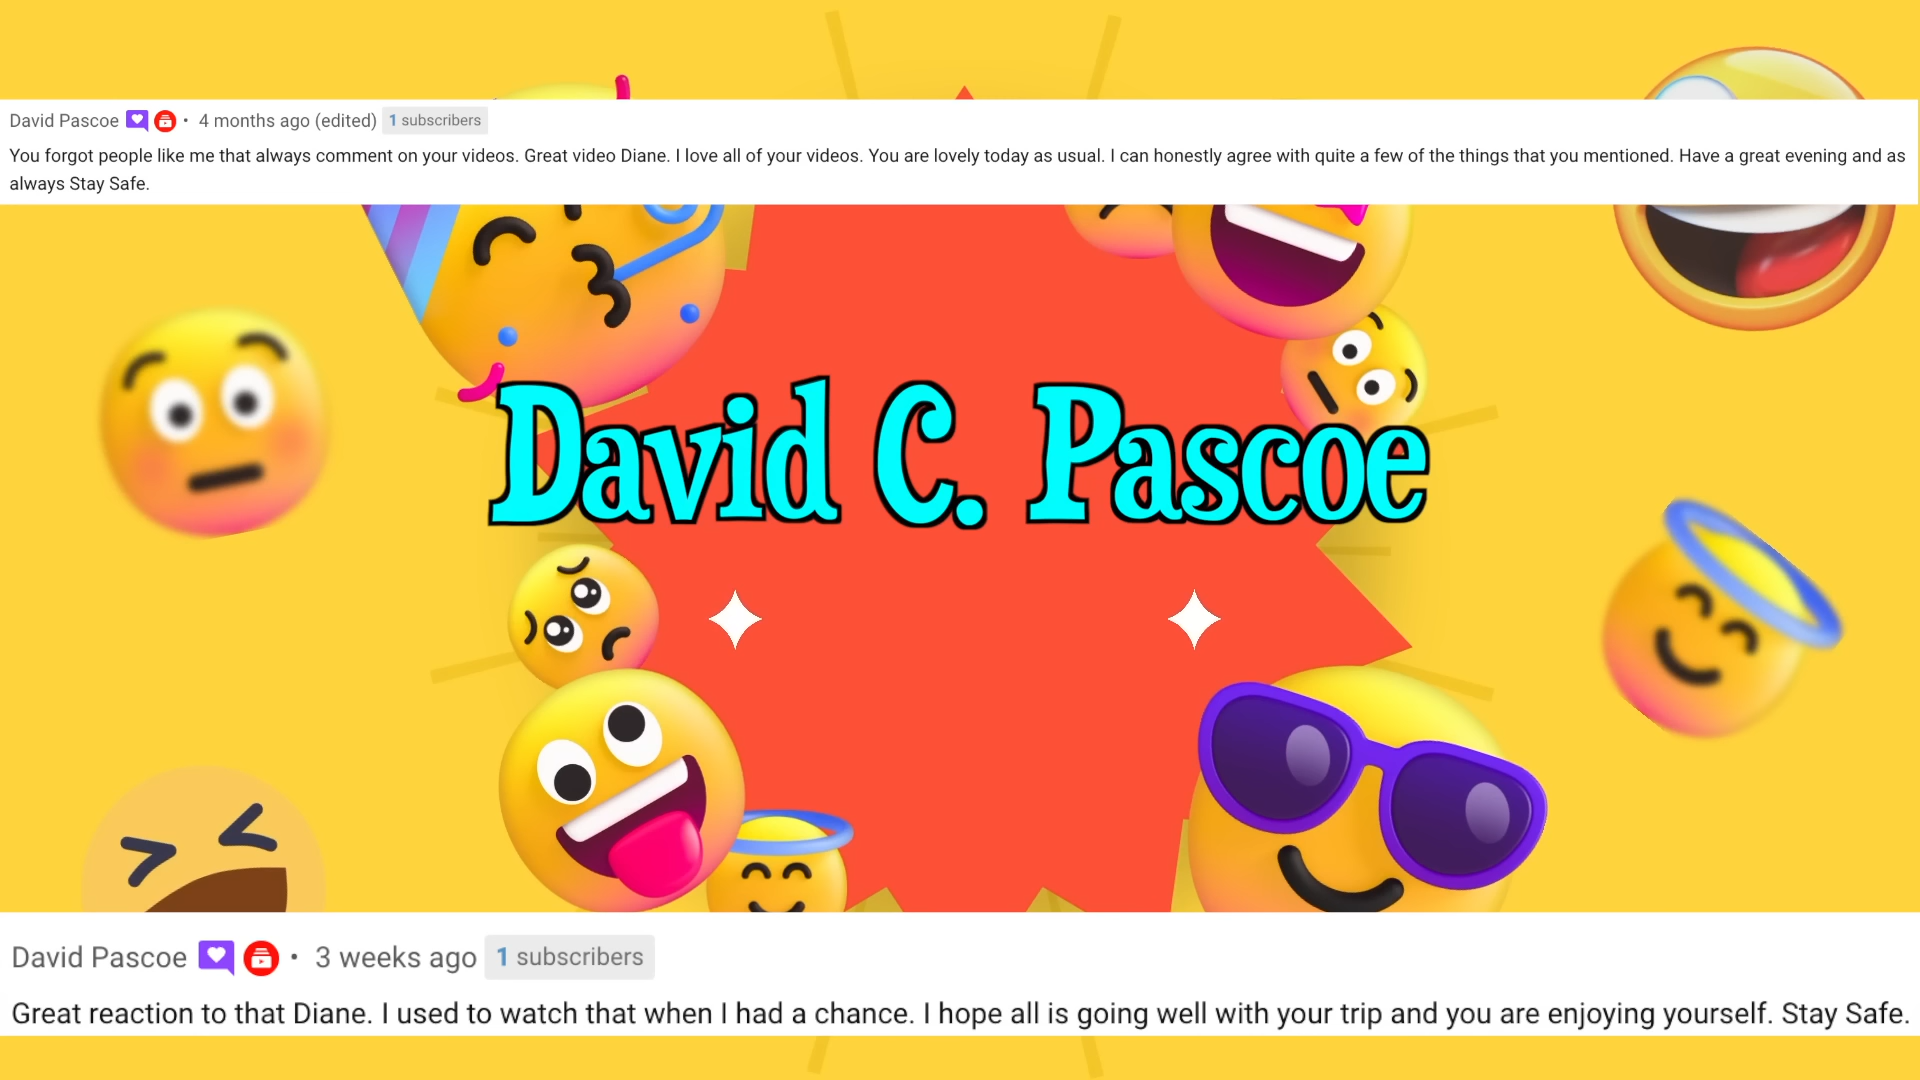 David Pascoe • 4 months ago (edited) 1 subscribers
You forgot people like me that always comment on your videos. Great video Diane. I love all of your videos. You are lovely today as usual. I can honestly agree with quite a few of the things that you mentioned. Have a great evening and as
always Stay Safe.
David C. Pascoe
David Pascoe • 3 weeks ago 1 subscribers
Great reaction to that Diane. I used to watch that when I had a chance. I hope all is going well with your trip and you are enjoying yourself. Stay Safe.